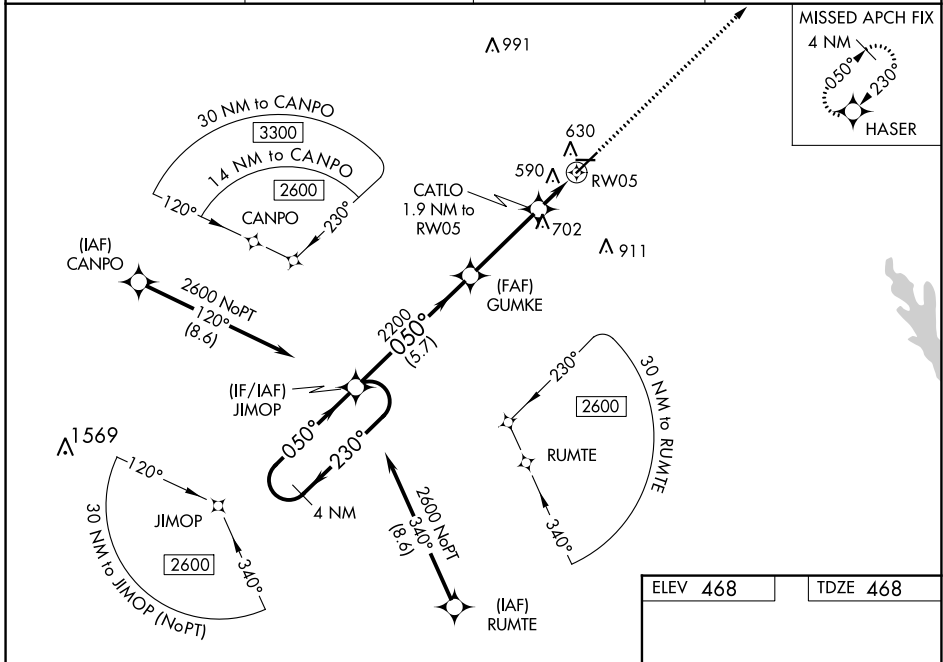 MISSED APCH FIX
4 NM
050°
230°
HASER
991
30 NM to CANPO
3300
14 NM to CANPO
2600
120°
CANPO
230°
630
590
RW05
CATLO
1.9 NM to
RW05
702
911
(IAF)
CANPO
2600 NoPT
120°
(8.6)
(FAF)
GUMKE
2200
050°
(5.7)
(IF/IAF)
JIMOP
050°
230°
4 NM
230°
2600
30 NM to RUMTE
RUMTE
340°
1569
120°
JIMOP
2600
340°
30 NM to JIMOP (NoPT)
2600 NoPT
340°
(8.6)
(IAF)
RUMTE
ELEV 468
TDZE 468